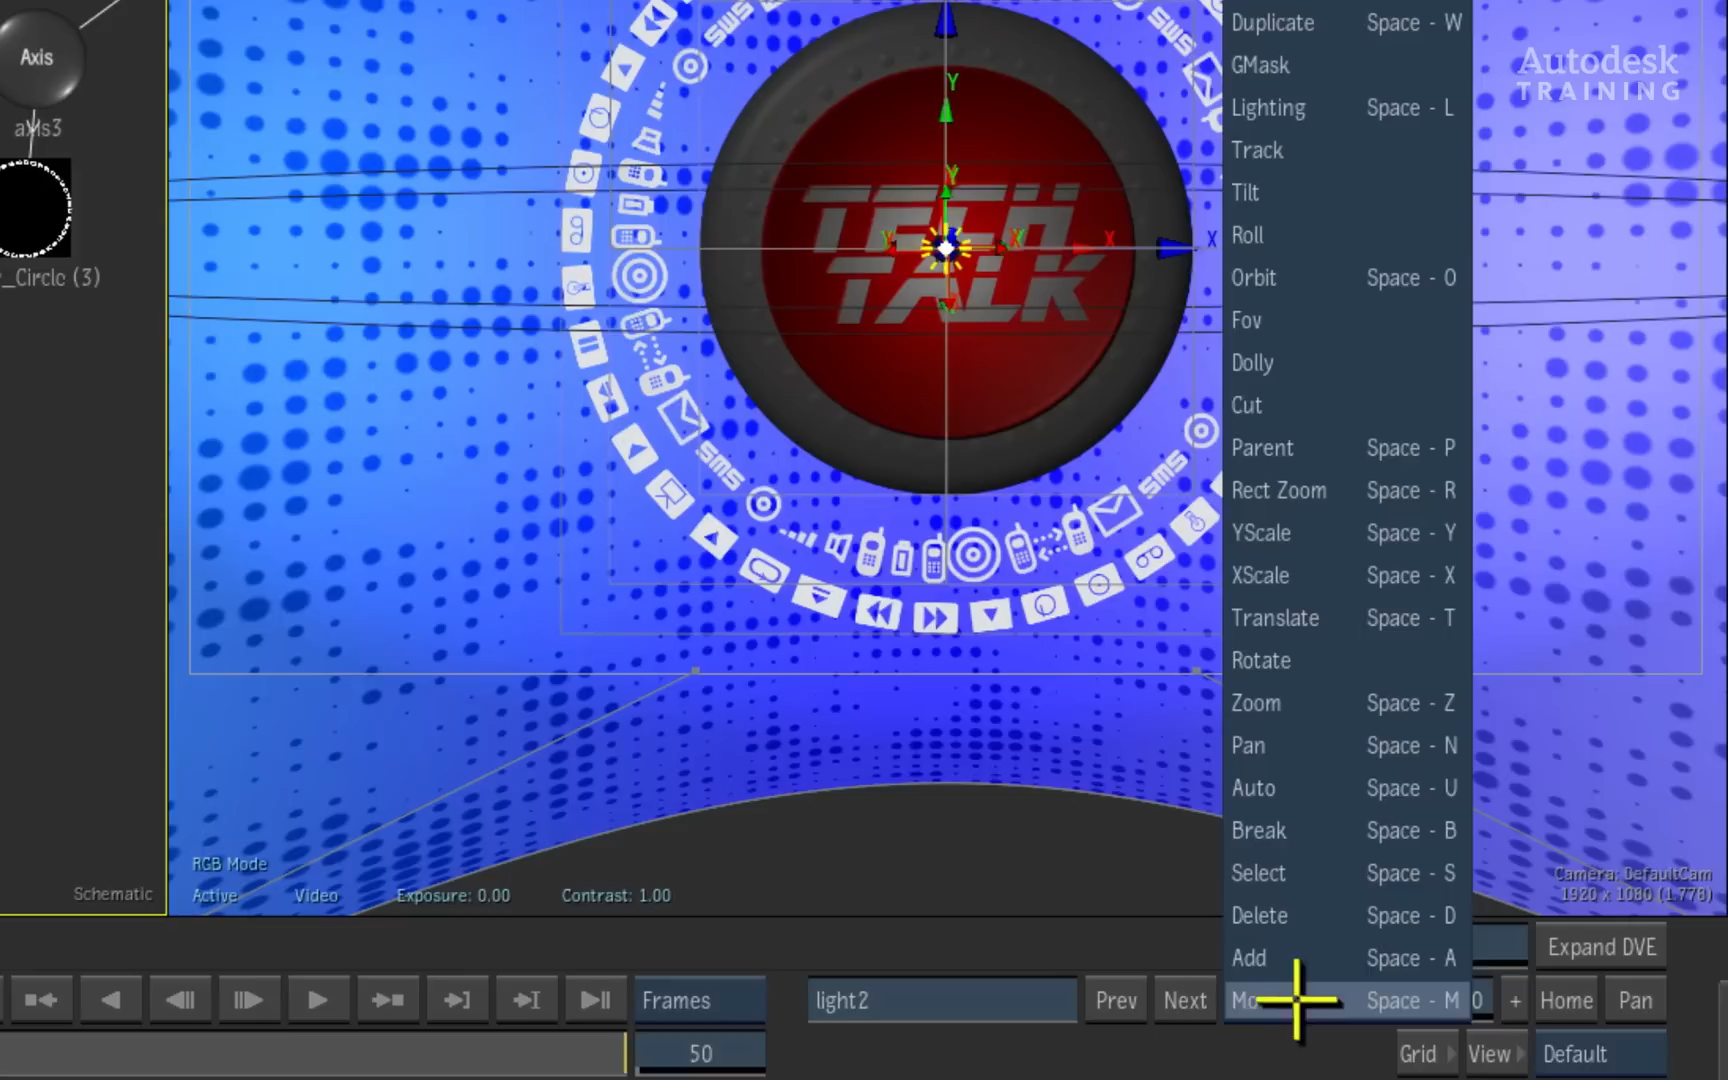 Axis
axis3
_Circle (3)
Schematic
Autodesk
TRAINING
TECH
TALK
SMS
SMS
SMS
SMS
Y
Y
Y
X
X
X
Duplicate Space - W
GMask
Lighting Space - L
Track
Tilt
Roll
Orbit Space - O
Fov
Dolly
Cut
Parent Space - P
Rect Zoom Space - R
YScale Space - Y
XScale Space - X
Translate Space - T
Rotate
Zoom Space - Z
Pan Space - N
Auto Space - U
Break Space - B
Select Space - S
Delete Space - D
Add Space - A
Space - M
RGB Mode
Active Video Exposure: 0.00 Contrast: 1.00
Camera: DefaultCam
1920 x 1080 (1.778)
Expand DVE
Frames light2 Prev Next 0 + Home Pan
50 Grid View Default